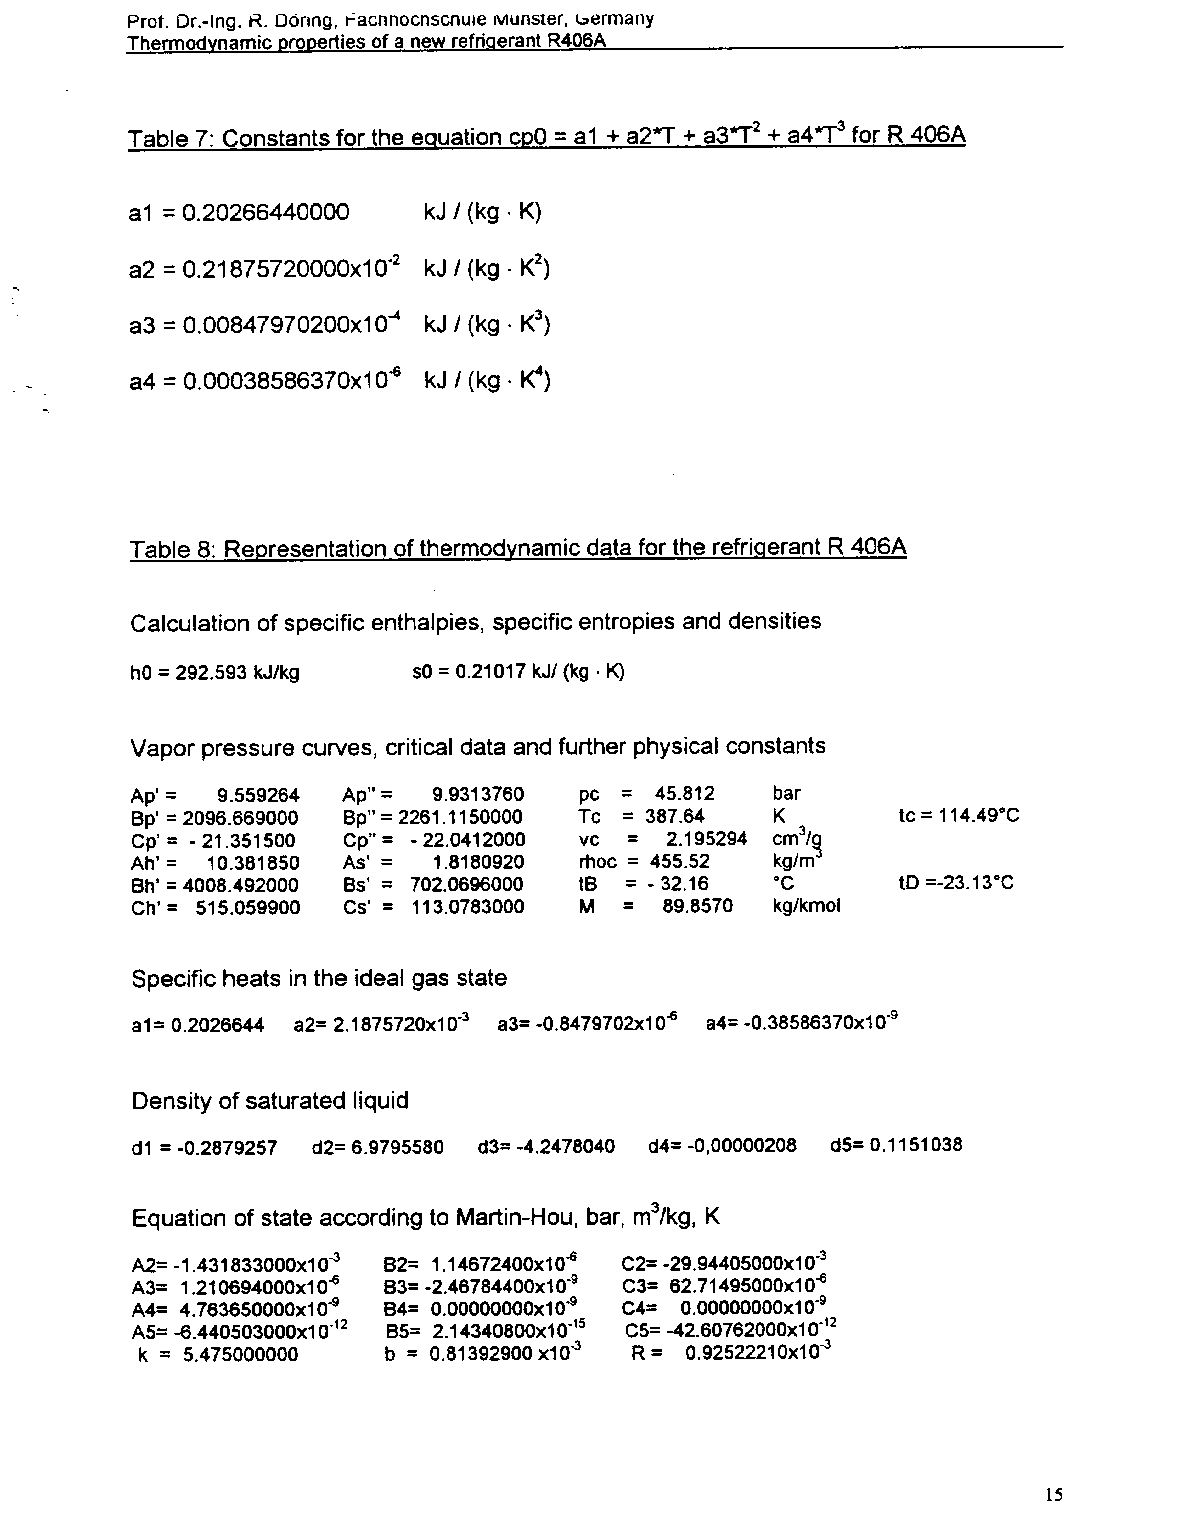 Prof. Dr.-Ing. R. Döring, Fachhochschule Münster, Germany
Thermodynamic properties of a new refrigerant R406A
Table 7: Constants for the equation cp0 = a1 + a2*T + a3*T² + a4*T³ for R 406A
a1 = 0.20266440000 kJ / (kg · K)
a2 = 0.21875720000x10⁻² kJ / (kg · K²)
a3 = 0.00847970200x10⁻⁴ kJ / (kg · K³)
a4 = 0.00038586370x10⁻⁶ kJ / (kg · K⁴)
Table 8: Representation of thermodynamic data for the refrigerant R 406A
Calculation of specific enthalpies, specific entropies and densities
h0 = 292.593 kJ/kg s0 = 0.21017 kJ/ (kg · K)
Vapor pressure curves, critical data and further physical constants
Ap' = 9.559264 Ap" = 9.9313760 pc = 45.812 bar
Bp' = 2096.669000 Bp" = 2261.1150000 Tc = 387.64 K tc = 114.49°C
Cp' = - 21.351500 Cp" = - 22.0412000 vc = 2.195294 cm³/g
Ah' = 10.381850 As' = 1.8180920 rhoc = 455.52 kg/m³
Bh' = 4008.492000 Bs' = 702.0696000 tB = - 32.16 °C tD =-23.13°C
Ch' = 515.059900 Cs' = 113.0783000 M = 89.8570 kg/kmol
Specific heats in the ideal gas state
a1= 0.2026644 a2= 2.1875720x10⁻³ a3= -0.8479702x10⁻⁶ a4= -0.38586370x10⁻⁹
Density of saturated liquid
d1 = -0.2879257 d2= 6.9795580 d3= -4.2478040 d4= -0,00000208 d5= 0.1151038
Equation of state according to Martin-Hou, bar, m³/kg, K
A2= -1.431833000x10⁻³ B2= 1.14672400x10⁻⁶ C2= -29.94405000x10⁻³
A3= 1.210694000x10⁻⁶ B3= -2.46784400x10⁻⁹ C3= 62.71495000x10⁻⁶
A4= 4.763650000x10⁻⁹ B4= 0.00000000x10⁻⁹ C4= 0.00000000x10⁻⁹
A5= -6.440503000x10⁻¹² B5= 2.14340800x10⁻¹⁵ C5= -42.60762000x10⁻¹²
k = 5.475000000 b = 0.81392900 x10⁻³ R = 0.92522210x10⁻³
15